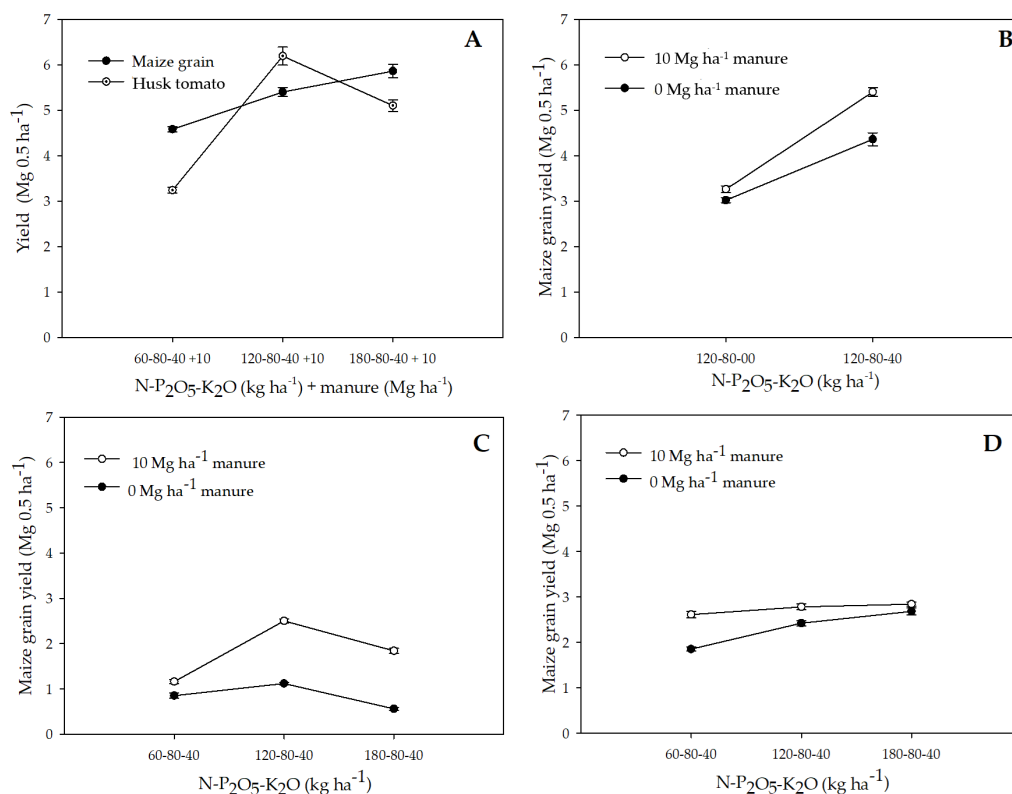 A
Maize grain
Husk tomato
Yield (Mg 0.5 ha⁻¹)
7
6
5
4
3
2
1
0
60-80-40 +10 120-80-40 +10 180-80-40 + 10
N-P₂O₅-K₂O (kg ha⁻¹) + manure (Mg ha⁻¹)
B
10 Mg ha⁻¹ manure
0 Mg ha⁻¹ manure
Maize grain yield (Mg 0.5 ha⁻¹)
7
6
5
4
3
2
1
0
120-80-00 120-80-40
N-P₂O₅-K₂O (kg ha⁻¹)
C
10 Mg ha⁻¹ manure
0 Mg ha⁻¹ manure
Maize grain yield (Mg 0.5 ha⁻¹)
7
6
5
4
3
2
1
0
60-80-40 120-80-40 180-80-40
N-P₂O₅-K₂O (kg ha⁻¹)
D
10 Mg ha⁻¹ manure
0 Mg ha⁻¹ manure
Maize grain yield (Mg 0.5 ha⁻¹)
7
6
5
4
3
2
1
0
60-80-40 120-80-40 180-80-40
N-P₂O₅-K₂O (kg ha⁻¹)